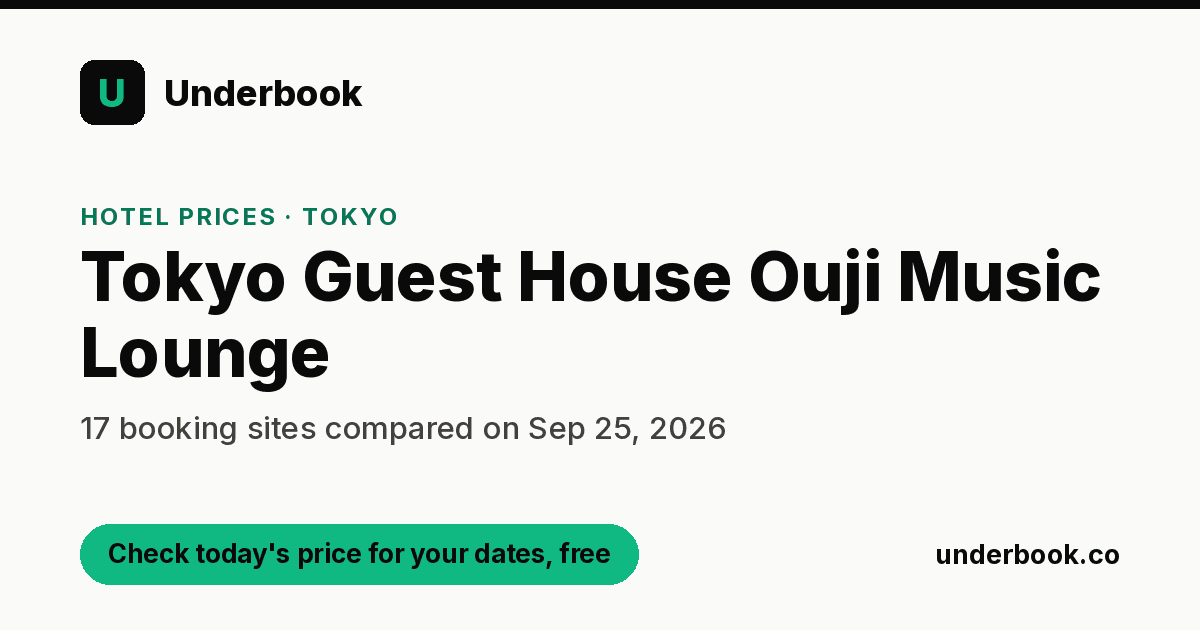 U Underbook
HOTEL PRICES · TOKYO
Tokyo Guest House Ouji Music
Lounge
17 booking sites compared on Sep 25, 2026
Check today's price for your dates, free
underbook.co